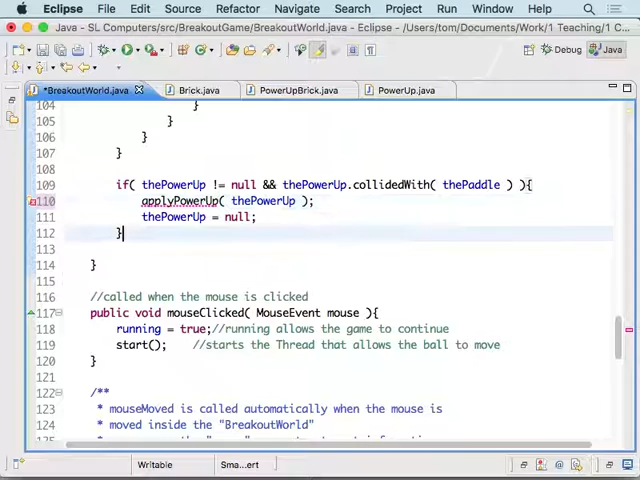 Eclipse File Edit Source Refactor Navigate Search Project Run Window Help
Java - SL Computers/src/BreakoutGame/BreakoutWorld.java - Eclipse - /Users/tom/Documents/Work/1 Teaching/1 C...
Debug Java
*BreakoutWorld.java Brick.java PowerUpBrick.java PowerUp.java
104 }
105 }
106 }
107 }
108
109 if( thePowerUp != null && thePowerUp.collidedWith( thePaddle ) ){
110 applyPowerUp( thePowerUp );
111 thePowerUp = null;
112 }
113
114 }
115
116 //called when the mouse is clicked
117 public void mouseClicked( MouseEvent mouse ){
118 running = true;//running allows the game to continue
119 start(); //starts the Thread that allows the ball to move
120 }
121
122 /**
123 * mouseMoved is called automatically when the mouse is
124 * moved inside the "BreakoutWorld"
125
Writable Sma...ert